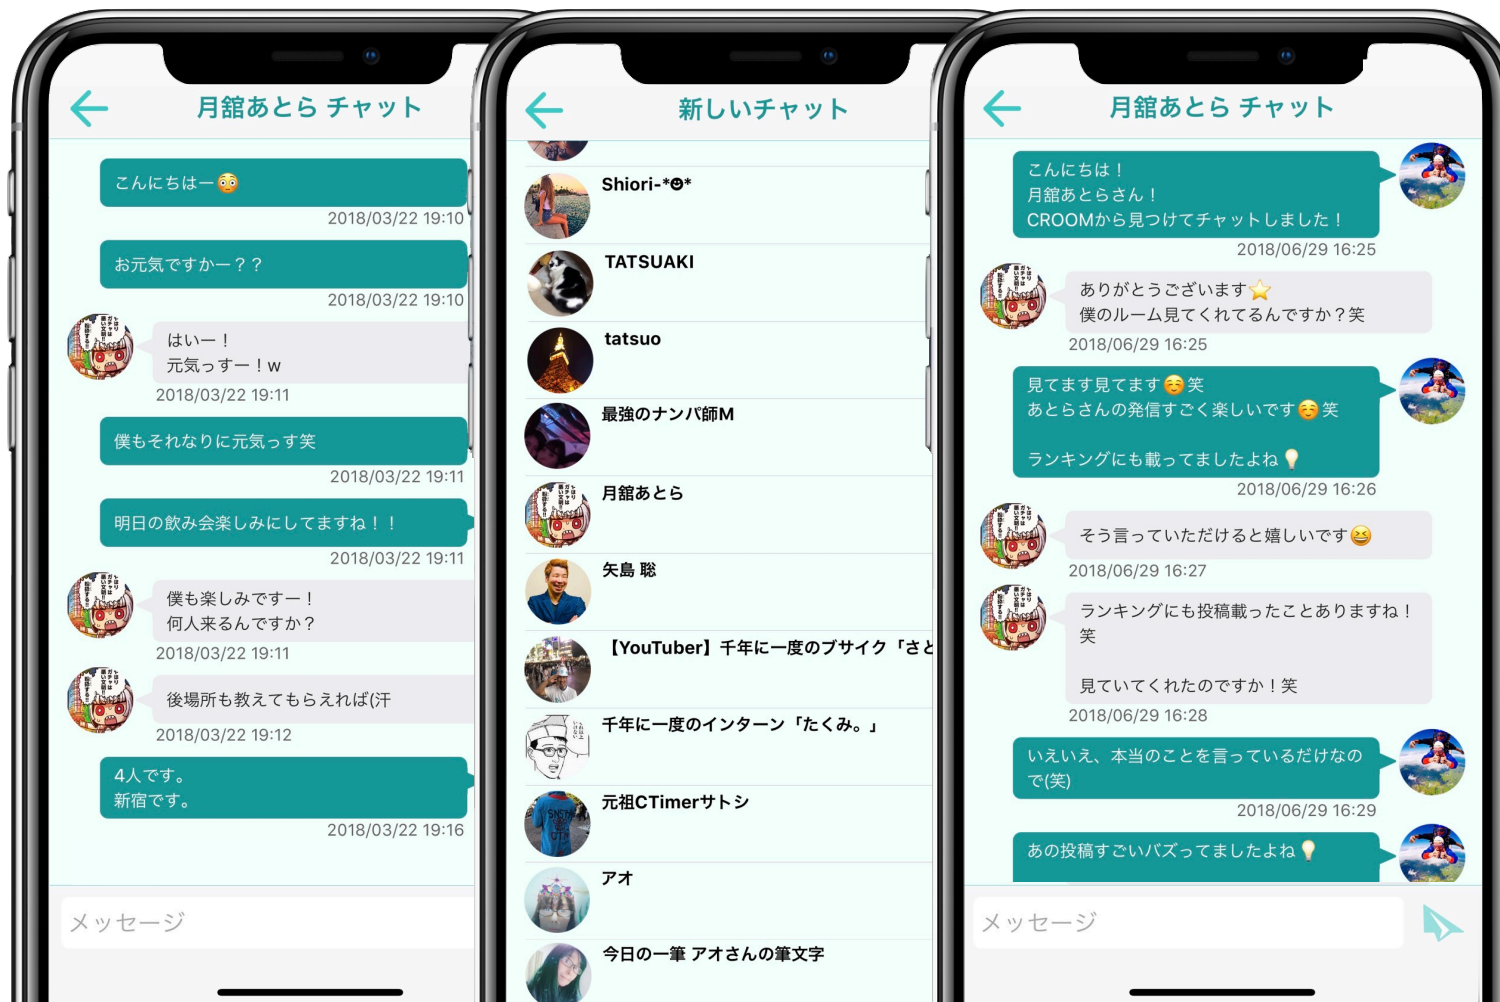 月舘あとら チャット
こんにちはー😳
2018/03/22 19:10
お元気ですかー？？
2018/03/22 19:10
はいー！
元気っすー！w
2018/03/22 19:11
僕もそれなりに元気っす笑
2018/03/22 19:11
明日の飲み会楽しみにしてますね！！
2018/03/22 19:11
僕も楽しみですー！
何人来るんですか？
2018/03/22 19:11
後場所も教えてもらえれば(汗
2018/03/22 19:12
4人です。
新宿です。
2018/03/22 19:16
メッセージ
新しいチャット
Shiori-*☻*
TATSUAKI
tatsuo
最強のナンパ師M
月舘あとら
矢島 聡
【YouTuber】千年に一度のブサイク「さと
千年に一度のインターン「たくみ。」
元祖CTimerサトシ
アオ
今日の一筆 アオさんの筆文字
月舘あとら チャット
こんにちは！
月舘あとらさん！
CROOMから見つけてチャットしました！
2018/06/29 16:25
ありがとうございます⭐
僕のルーム見てくれてるんですか？笑
2018/06/29 16:25
見てます見てます☺️笑
あとらさんの発信すごく楽しいです☺️笑
ランキングにも載ってましたよね💡
2018/06/29 16:26
そう言っていただけると嬉しいです😆
2018/06/29 16:27
ランキングにも投稿載ったことありますね！
笑
見ていてくれたのですか！笑
2018/06/29 16:28
いえいえ、本当のことを言っているだけなの
で(笑)
2018/06/29 16:29
あの投稿すごいバズってましたよね💡
メッセージ